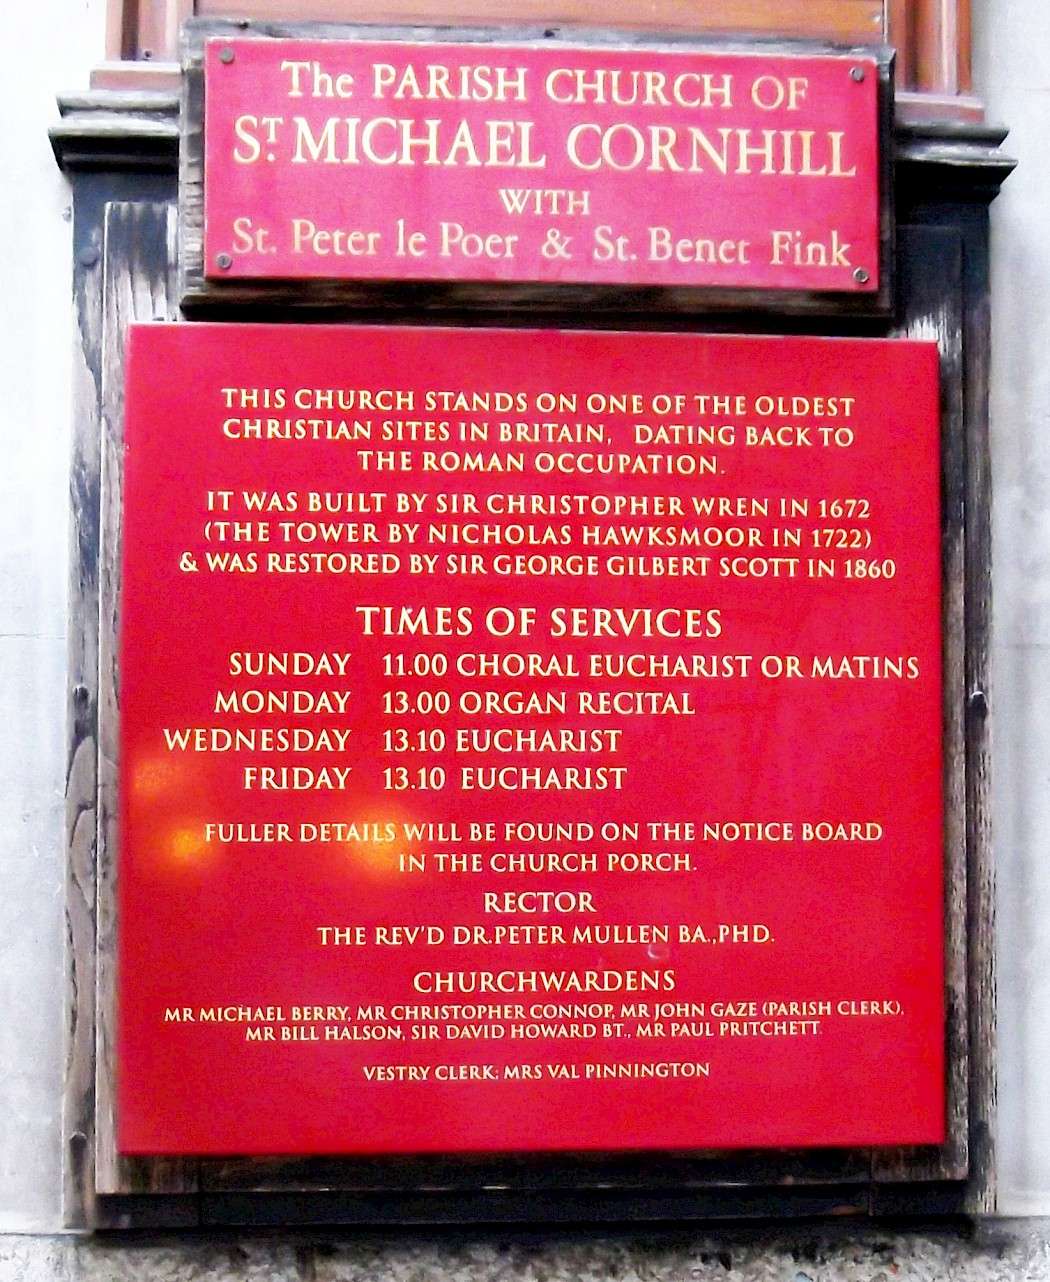 The PARISH CHURCH OF
ST. MICHAEL CORNHILL
WITH
St. Peter le Poer & St. Benet Fink
THIS CHURCH STANDS ON ONE OF THE OLDEST
CHRISTIAN SITES IN BRITAIN, DATING BACK TO
THE ROMAN OCCUPATION.
IT WAS BUILT BY SIR CHRISTOPHER WREN IN 1672
(THE TOWER BY NICHOLAS HAWKSMOOR IN 1722)
& WAS RESTORED BY SIR GEORGE GILBERT SCOTT IN 1860
TIMES OF SERVICES
SUNDAY 11.00 CHORAL EUCHARIST OR MATINS
MONDAY 13.00 ORGAN RECITAL
WEDNESDAY 13.10 EUCHARIST
FRIDAY 13.10 EUCHARIST
FULLER DETAILS WILL BE FOUND ON THE NOTICE BOARD
IN THE CHURCH PORCH.
RECTOR
THE REV'D DR.PETER MULLEN BA.,PHD.
CHURCHWARDENS
MR MICHAEL BERRY, MR CHRISTOPHER CONNOP, MR JOHN GAZE (PARISH CLERK).
MR BILL HALSON, SIR DAVID HOWARD BT., MR PAUL PRITCHETT.
VESTRY CLERK: MRS VAL PINNINGTON